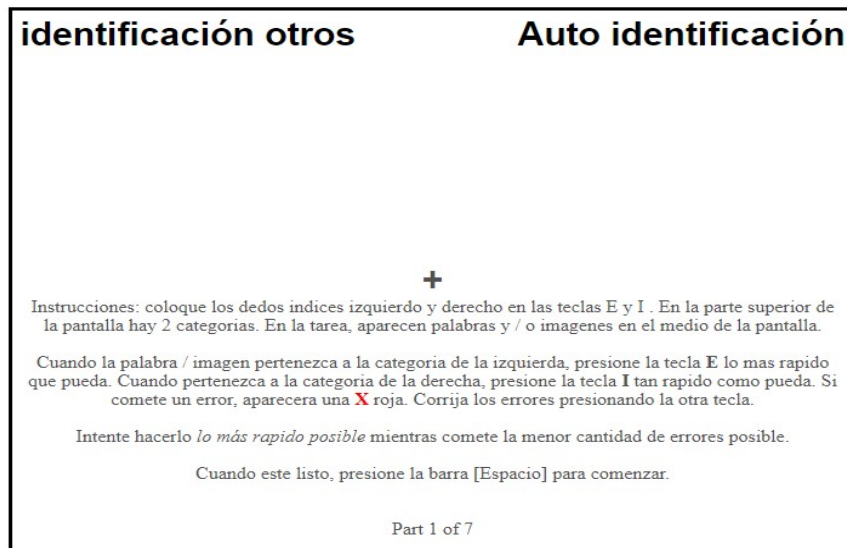 identificación otros Auto identificación
+
Instrucciones: coloque los dedos indices izquierdo y derecho en las teclas E y I . En la parte superior de
la pantalla hay 2 categorias. En la tarea, aparecen palabras y / o imagenes en el medio de la pantalla.
Cuando la palabra / imagen pertenezca a la categoria de la izquierda, presione la tecla E lo mas rapido
que pueda. Cuando pertenezca a la categoria de la derecha, presione la tecla I tan rapido como pueda. Si
comete un error, aparecera una X roja. Corrija los errores presionando la otra tecla.
Intente hacerlo lo más rapido posible mientras comete la menor cantidad de errores posible.
Cuando este listo, presione la barra [Espacio] para comenzar.
Part 1 of 7